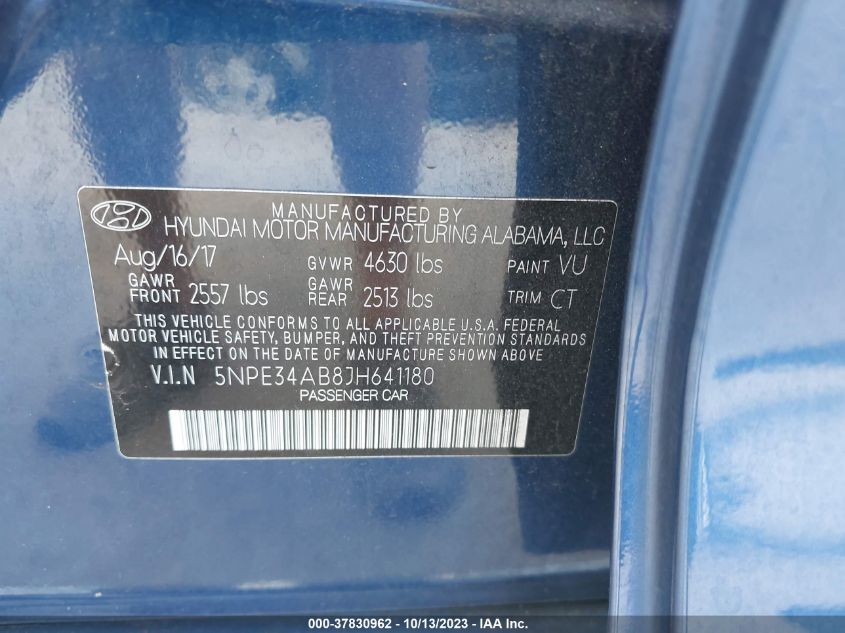 MANUFACTURED BY
HYUNDAI MOTOR MANUFACTURING ALABAMA, LLC
Aug/16/17 GVWR 4630 lbs PAINT VU
GAWR FRONT 2557 lbs GAWR REAR 2513 lbs TRIM CT
THIS VEHICLE CONFORMS TO ALL APPLICABLE U.S.A. FEDERAL
MOTOR VEHICLE SAFETY, BUMPER, AND THEFT PREVENTION STANDARDS
IN EFFECT ON THE DATE OF MANUFACTURE SHOWN ABOVE.
V.I.N 5NPE34AB8JH641180
PASSENGER CAR
000-37830962 - 10/13/2023 - IAA Inc.